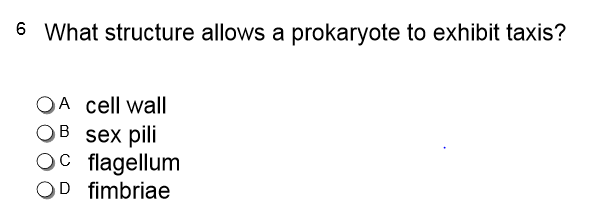 6 What structure allows a prokaryote to exhibit taxis?
A cell wall
B sex pili
C flagellum
D fimbriae